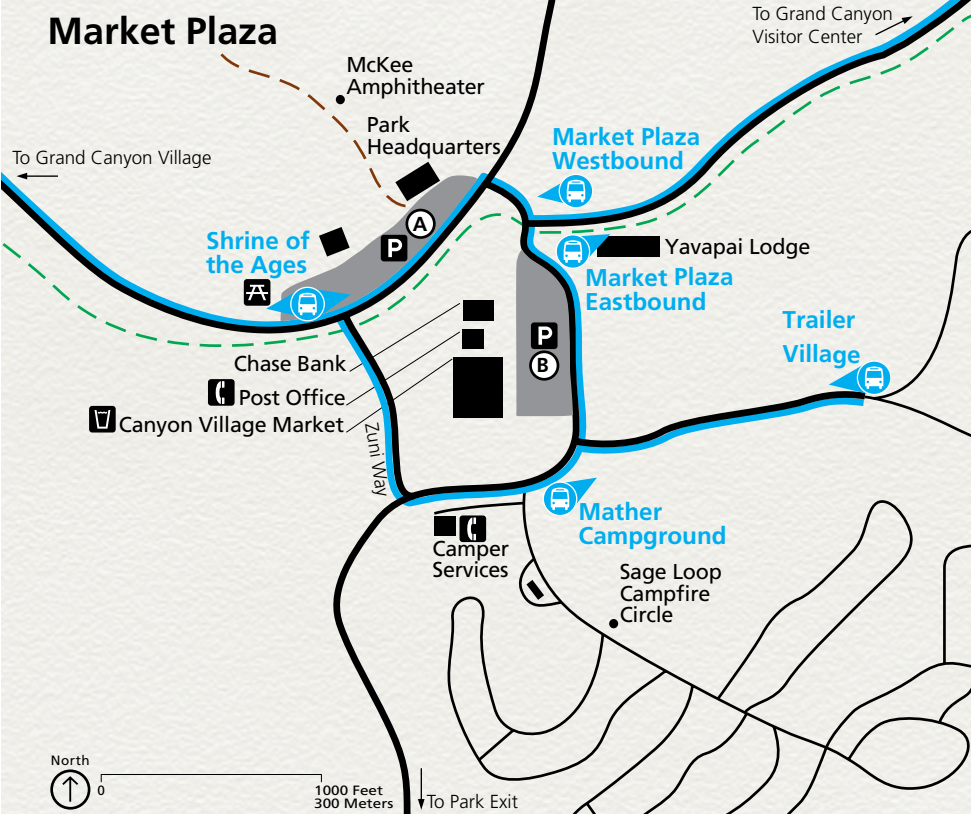 Market Plaza
To Grand Canyon
Visitor Center
McKee
Amphitheater
Park
Headquarters
Market Plaza
Westbound
To Grand Canyon Village
A
P
Shrine of
the Ages
Yavapai Lodge
Market Plaza
Eastbound
Trailer
Village
P
B
Chase Bank
Post Office
Canyon Village Market
Zuni Way
Mather
Campground
Camper
Services
Sage Loop
Campfire
Circle
North
0
1000 Feet
300 Meters
To Park Exit